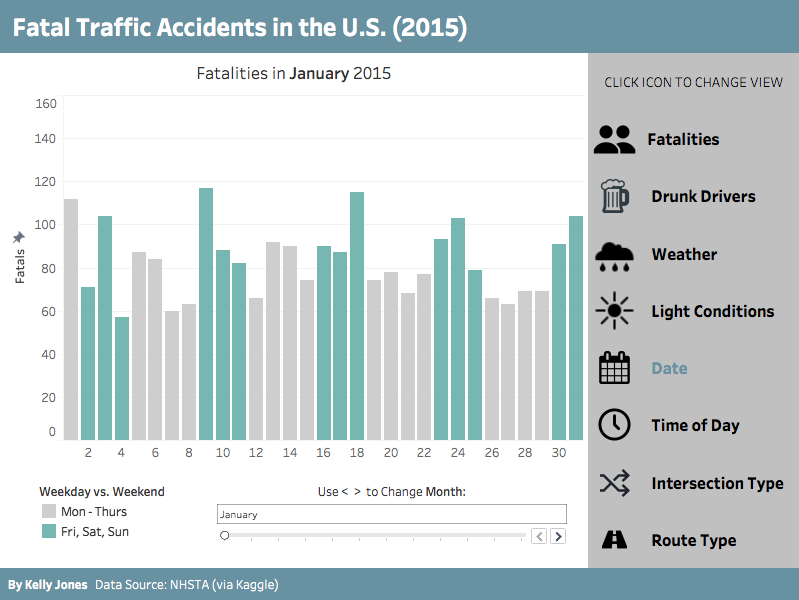 Fatal Traffic Accidents in the U.S. (2015)
Fatalities in January 2015
CLICK ICON TO CHANGE VIEW
Fatals
160
140
120
100
80
60
40
20
0
2 4 6 8 10 12 14 16 18 20 22 24 26 28 30
Fatalities
Drunk Drivers
Weather
Light Conditions
Date
Time of Day
Intersection Type
Route Type
Weekday vs. Weekend
Mon - Thurs
Fri, Sat, Sun
Use < > to Change Month:
January
< >
By Kelly Jones Data Source: NHSTA (via Kaggle)